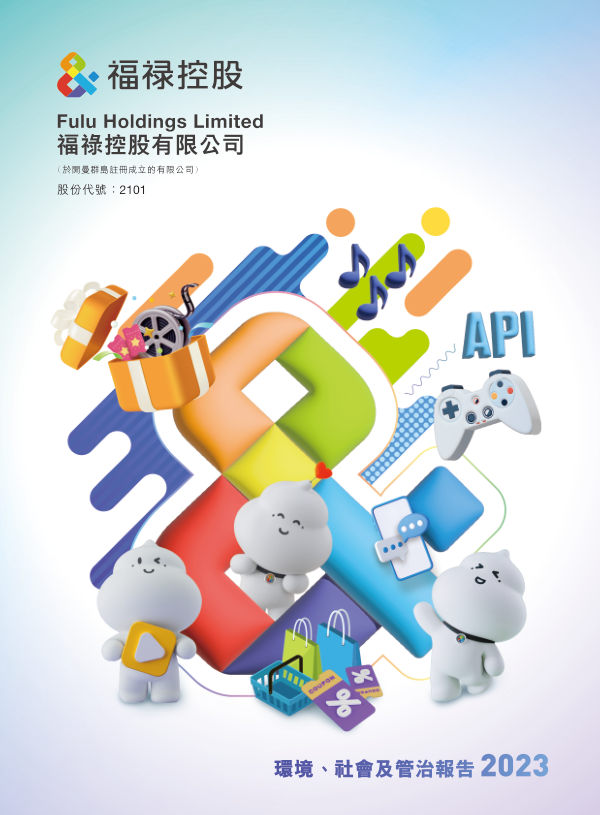 福禄控股
Fulu Holdings Limited
福祿控股有限公司
（於開曼群島註冊成立的有限公司）
股份代號：2101
API
COUPON
%
%
環境、社會及管治報告 2023